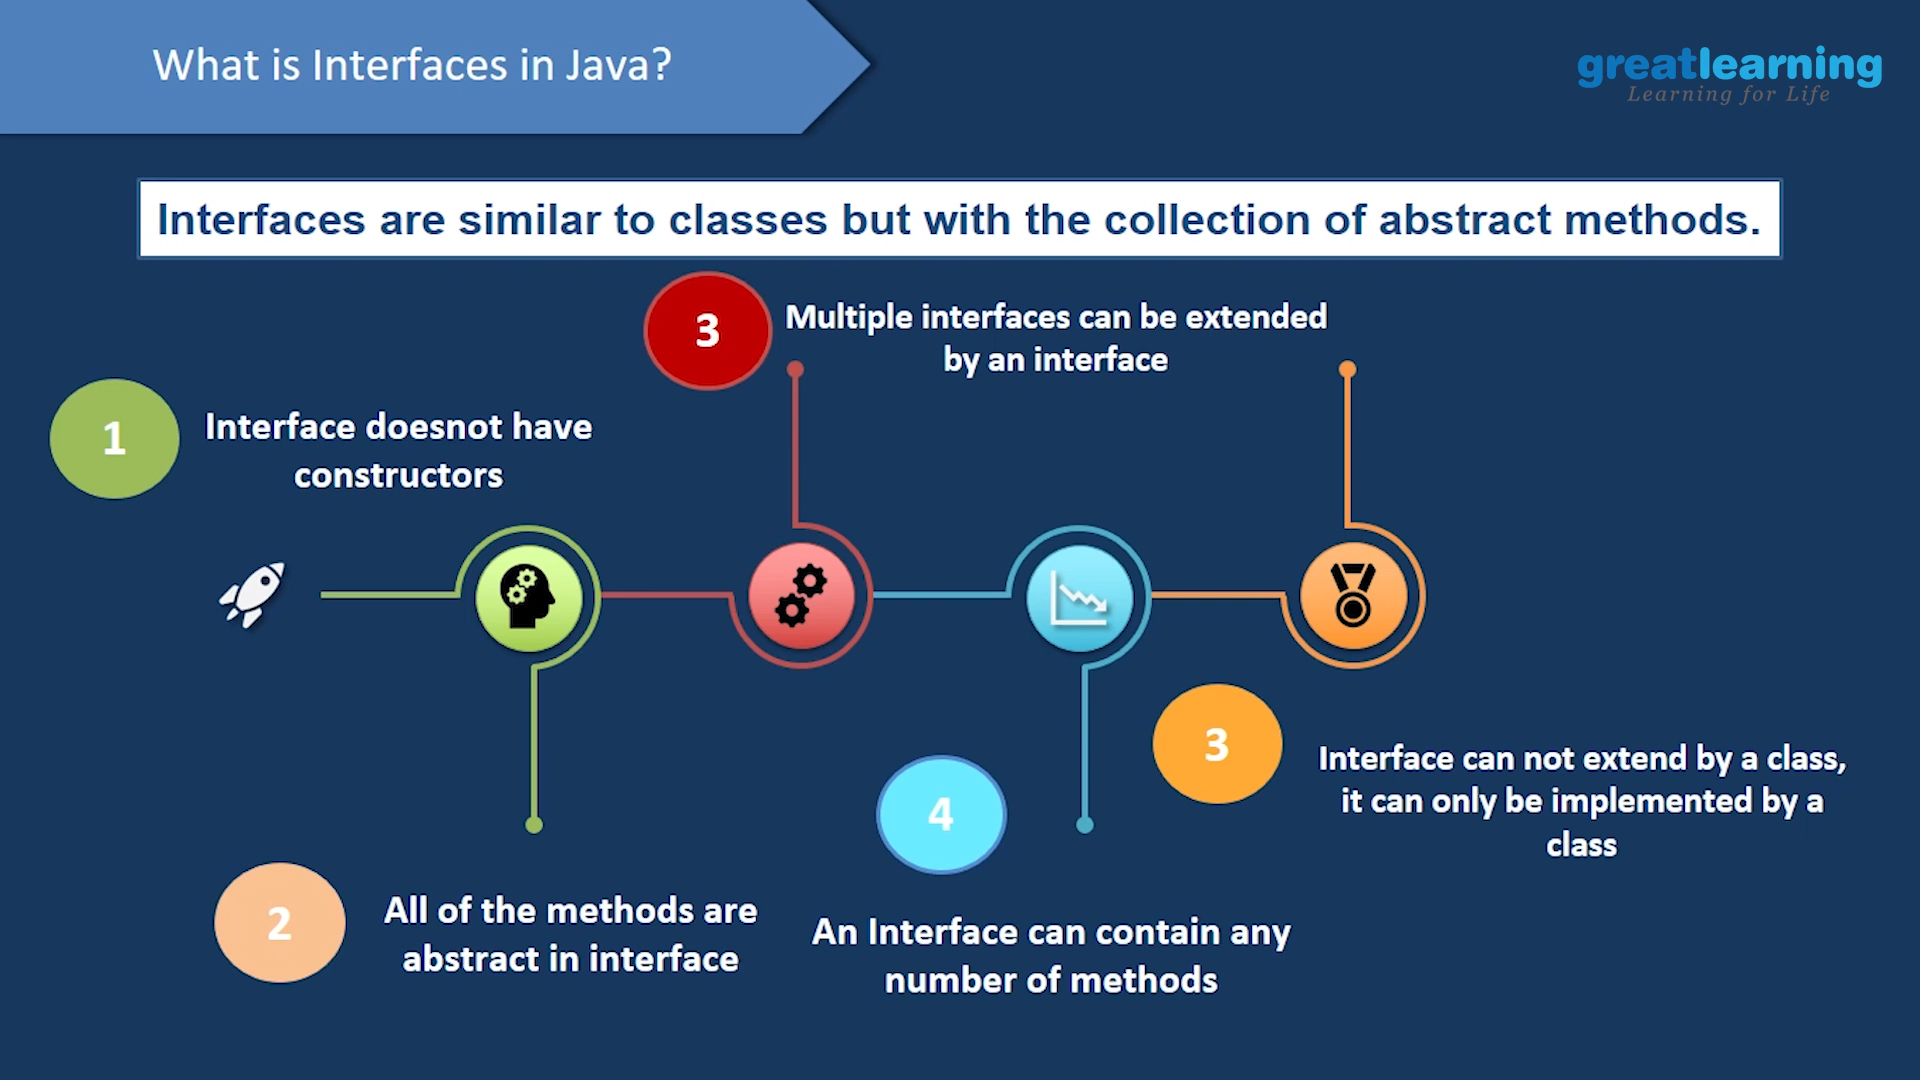 What is Interfaces in Java?
greatlearning
Learning for Life
Interfaces are similar to classes but with the collection of abstract methods.
1
Interface doesnot have
constructors
2
All of the methods are
abstract in interface
3
Multiple interfaces can be extended
by an interface
4
An Interface can contain any
number of methods
3
Interface can not extend by a class,
it can only be implemented by a
class